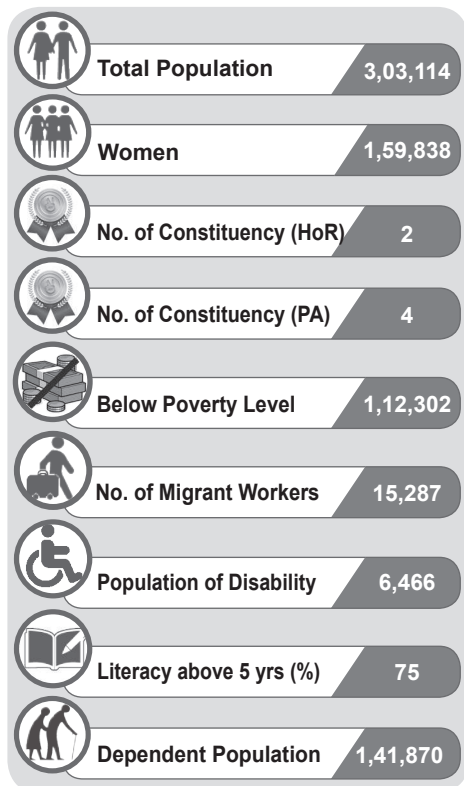 Total Population 3,03,114
Women 1,59,838
No. of Constituency (HoR) 2
No. of Constituency (PA) 4
Below Poverty Level 1,12,302
No. of Migrant Workers 15,287
Population of Disability 6,466
Literacy above 5 yrs (%) 75
Dependent Population 1,41,870